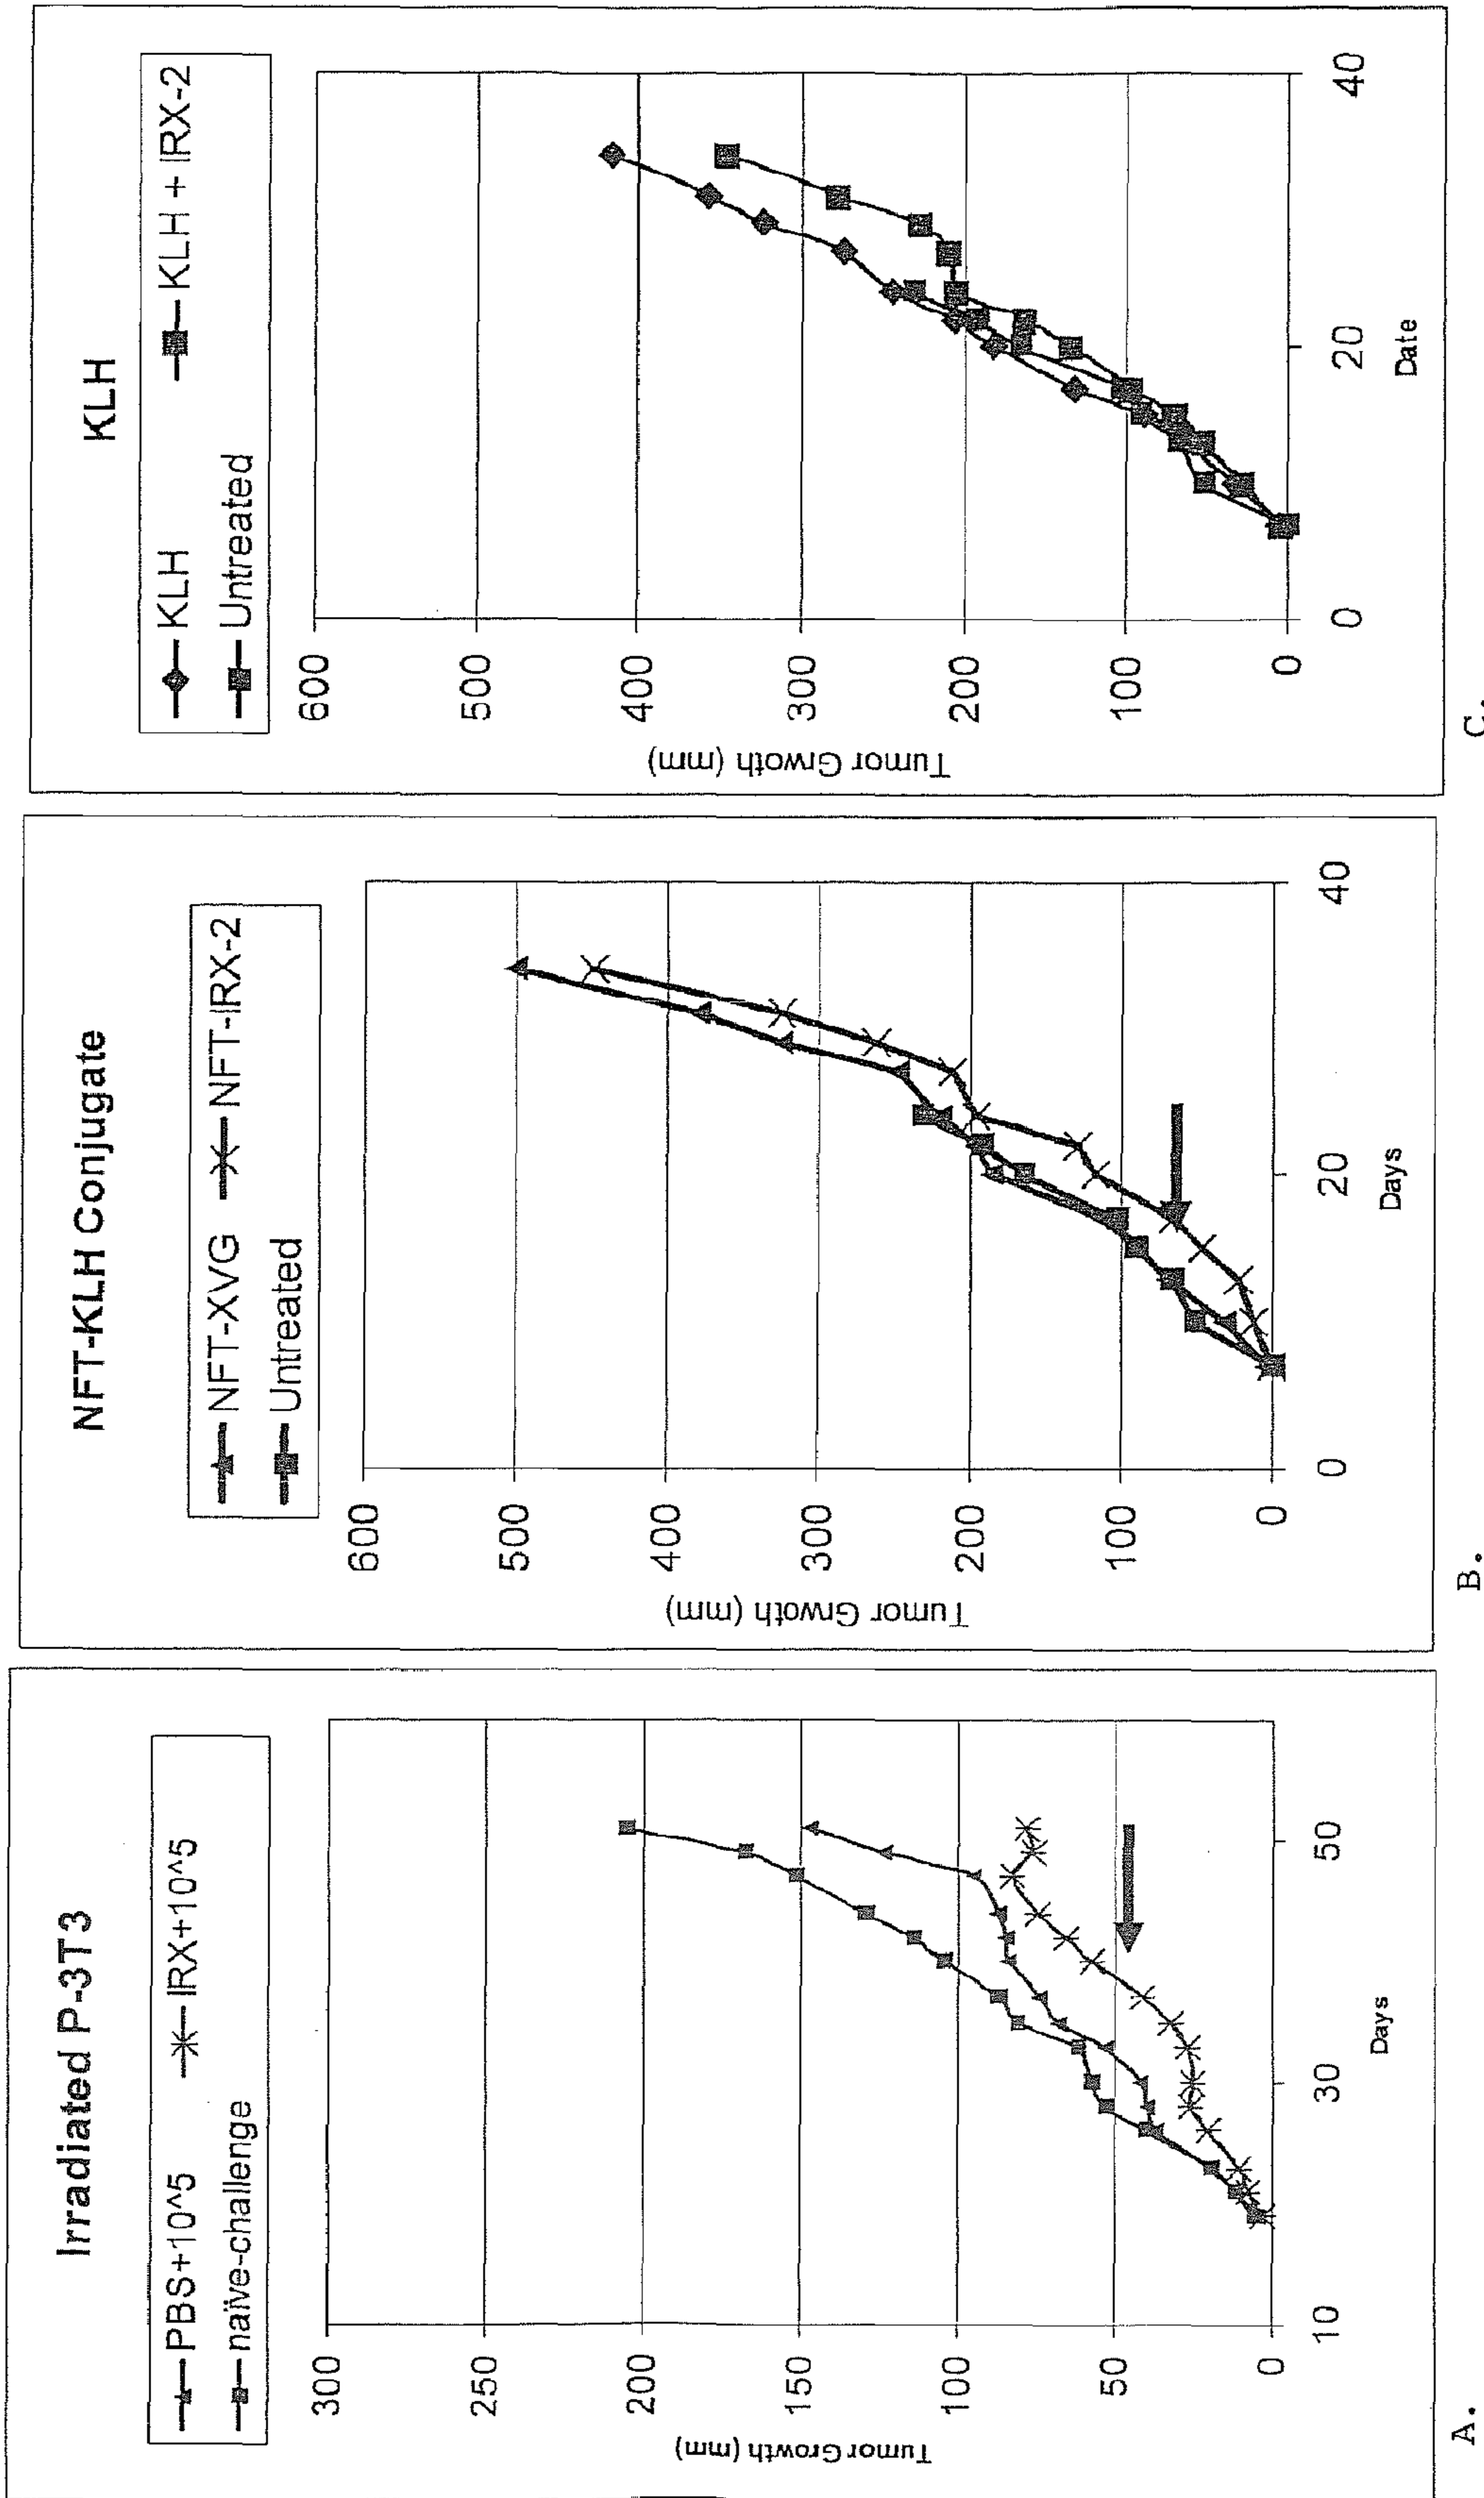 Irradiated P-3T3
PBS+10^5 IRX+10^5
naïve-challenge
300
250
200
150
100
50
0
Tumor Growth (mm)
10 30 50
Days
A.
NFT-KLH Conjugate
NFT-XVG NFT-IRX-2
Untreated
600
500
400
300
200
100
0
Tumor Grwoth (mm)
0 20 40
Days
B.
KLH
KLH KLH + IRX-2
Untreated
600
500
400
300
200
100
0
Tumor Grwoth (mm)
0 20 40
Date
C.